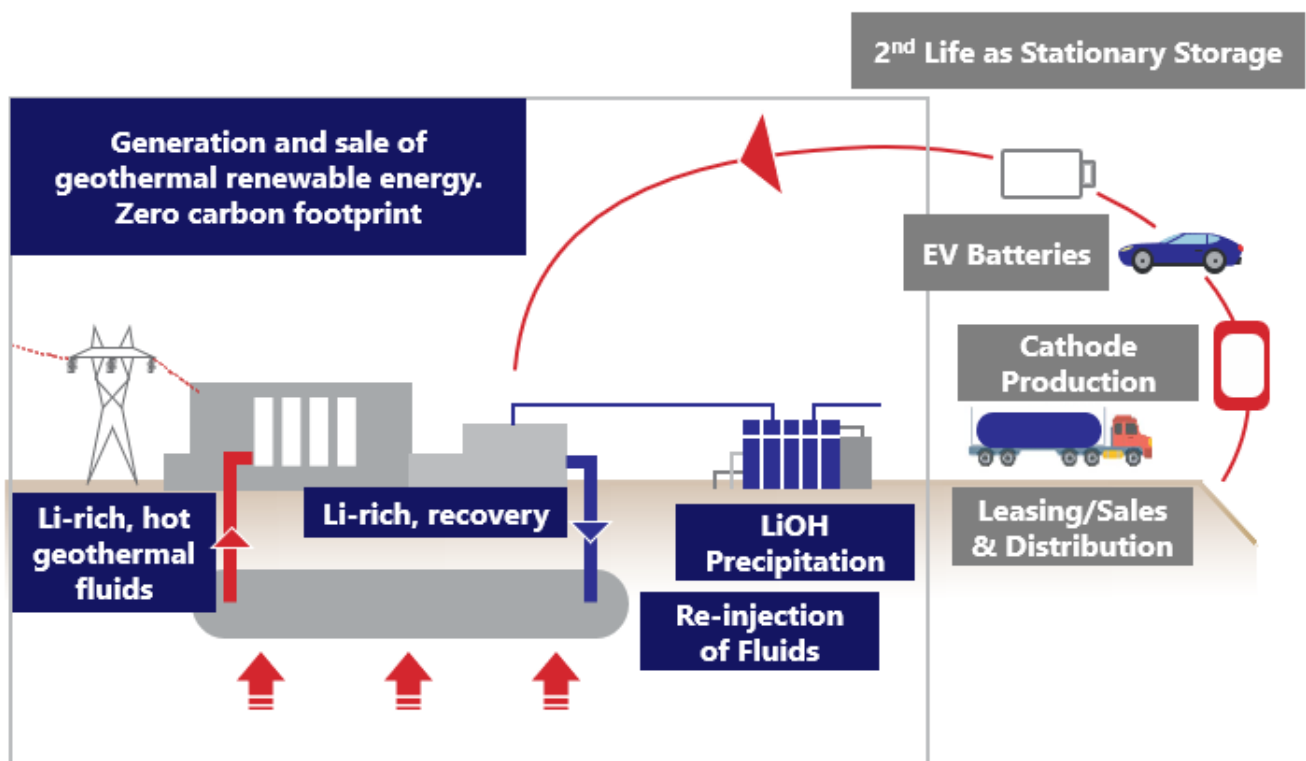 2nd Life as Stationary Storage
Generation and sale of
geothermal renewable energy.
Zero carbon footprint
EV Batteries
Cathode
Production
Li-rich, hot
geothermal
fluids
Li-rich, recovery
LiOH
Precipitation
Leasing/Sales
& Distribution
Re-injection
of Fluids